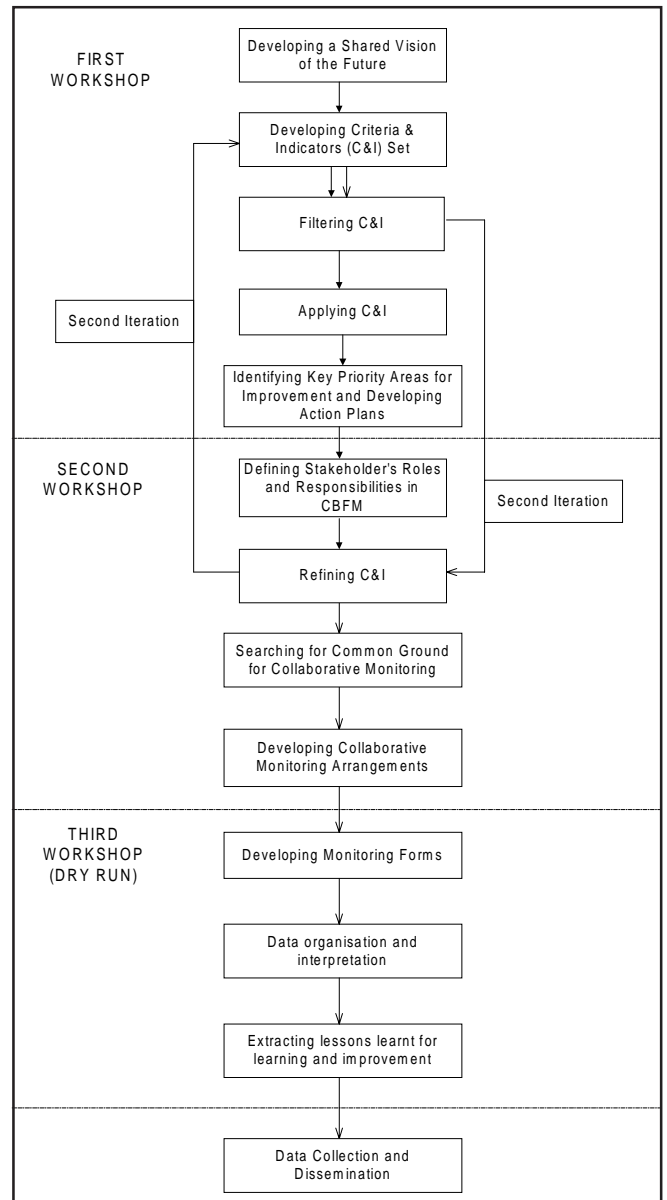 FIRST
WORKSHOP
Developing a Shared Vision
of the Future
Developing Criteria &
Indicators (C&I) Set
Filtering C&I
Applying C&I
Second Iteration
Identifying Key Priority Areas for
Improvement and Developing
Action Plans
SECOND
WORKSHOP
Defining Stakeholder's Roles
and Responsibilities in
CBFM
Second Iteration
Refining C&I
Searching for Common Ground
for Collaborative Monitoring
Developing Collaborative
Monitoring Arrangements
THIRD
WORKSHOP
(DRY RUN)
Developing Monitoring Forms
Data organisation and
interpretation
Extracting lessons learnt for
learning and improvement
Data Collection and
Dissemination